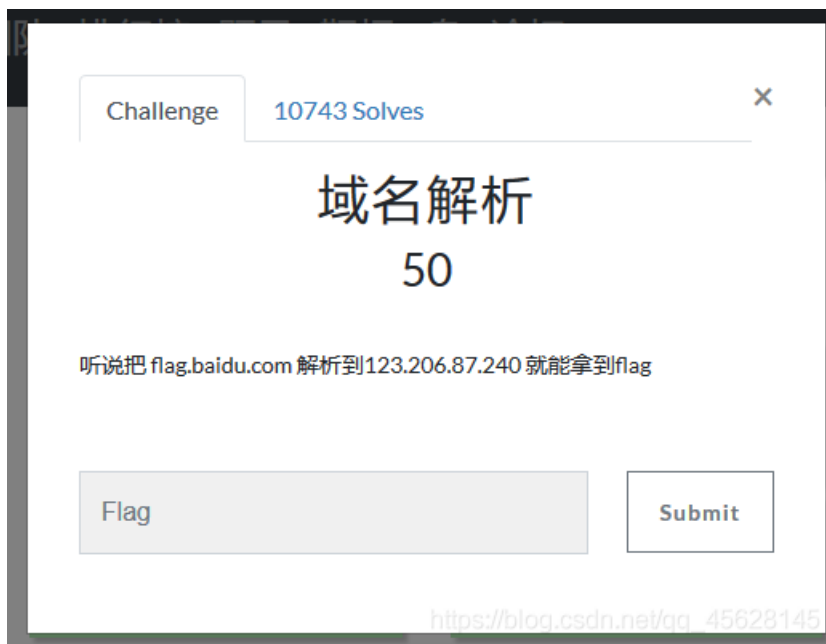 Challenge
10743 Solves
×
域名解析
50
听说把 flag.baidu.com 解析到123.206.87.240 就能拿到flag
Flag
Submit
https://blog.csdn.net/qq_45628145